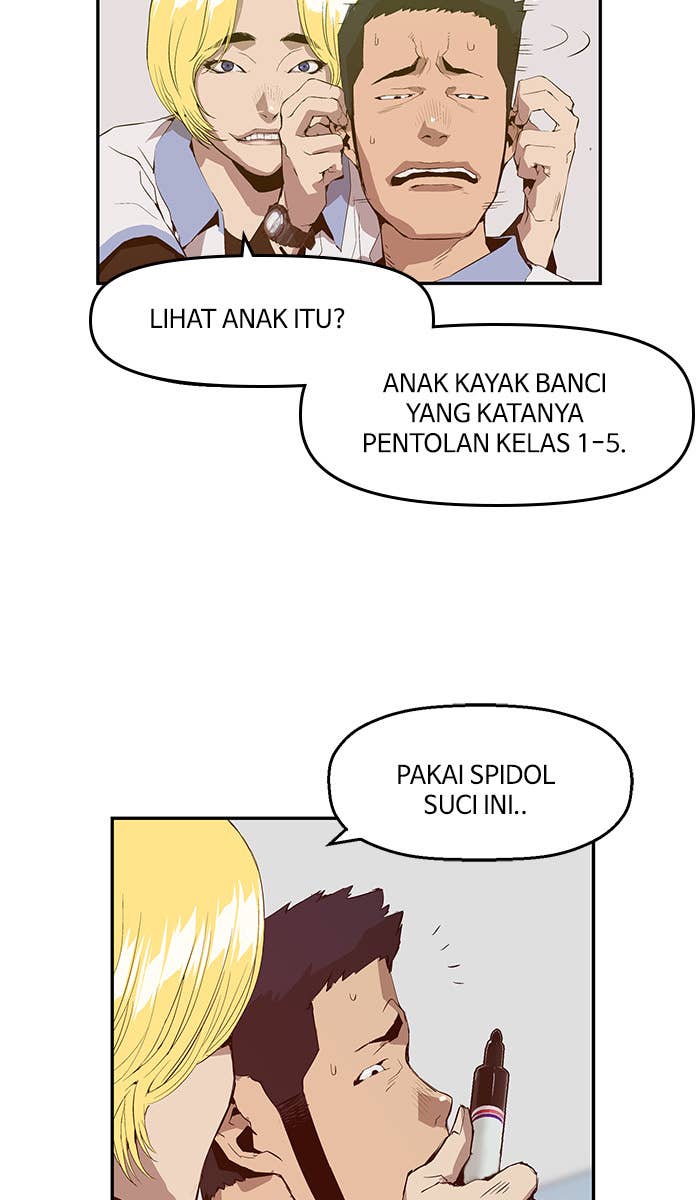 LIHAT ANAK ITU?
ANAK KAYAK BANCI
YANG KATANYA
PENTOLAN KELAS 1-5.
PAKAI SPIDOL
SUCI INI..